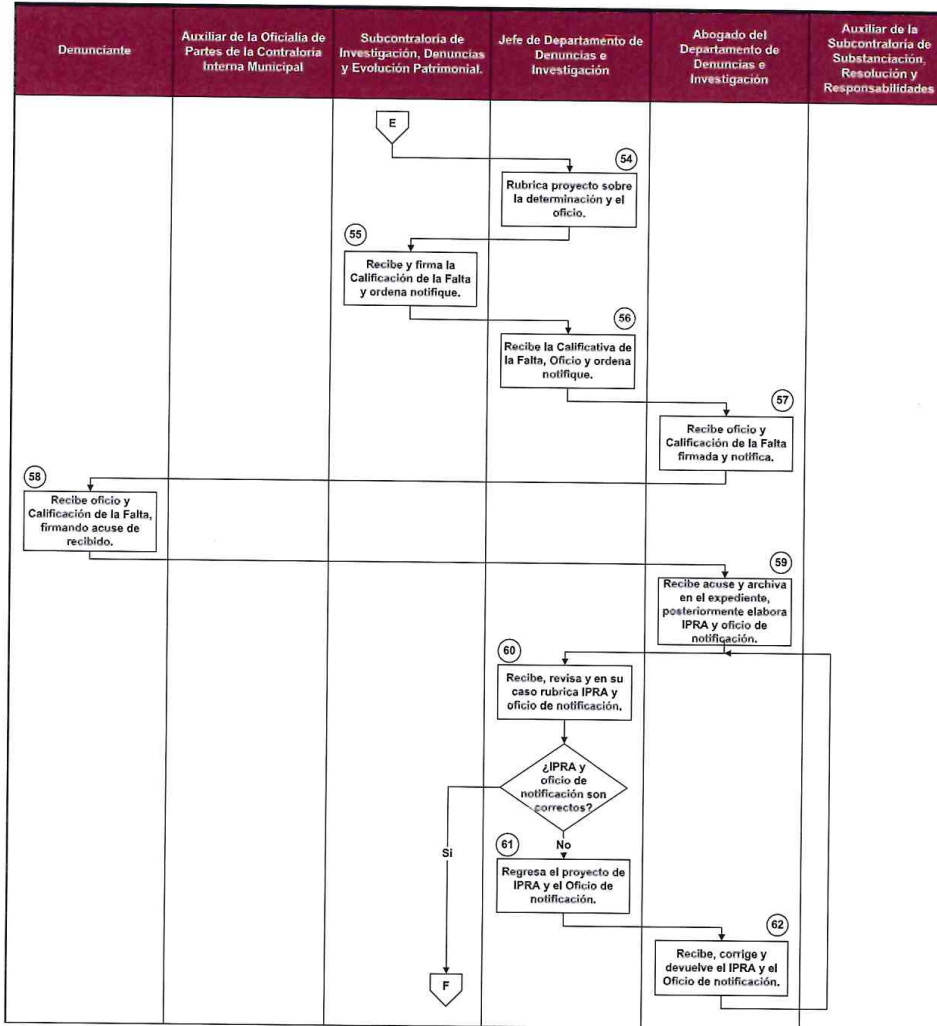 Denunciante
Auxiliar de la Oficialía de
Partes de la Contraloría
Interna Municipal
Subcontraloría de
Investigación, Denuncias
y Evolución Patrimonial.
Jefe de Departamento de
Denuncias e
Investigación
Abogado del
Departamento de
Denuncias e
Investigación
Auxiliar de la
Subcontraloría de
Substanciación,
Resolución y
Responsabilidades
E
54
Rubrica proyecto sobre
la determinación y el
oficio.
55
Recibe y firma la
Calificación de la Falta
y ordena notifique.
56
Recibe la Calificativa de
la Falta, Oficio y ordena
notifique.
57
Recibe oficio y
Calificación de la Falta
firmada y notifica.
58
Recibe oficio y
Calificación de la Falta,
firmando acuse de
recibido.
59
Recibe acuse y archiva
en el expediente,
posteriormente elabora
IPRA y oficio de
notificación.
60
Recibe, revisa y en su
caso rubrica IPRA y
oficio de notificación.
¿IPRA y
oficio de
notificación son
correctos?
Si
No
61
Regresa el proyecto de
IPRA y el Oficio de
notificación.
62
Recibe, corrige y
devuelve el IPRA y el
Oficio de notificación.
F